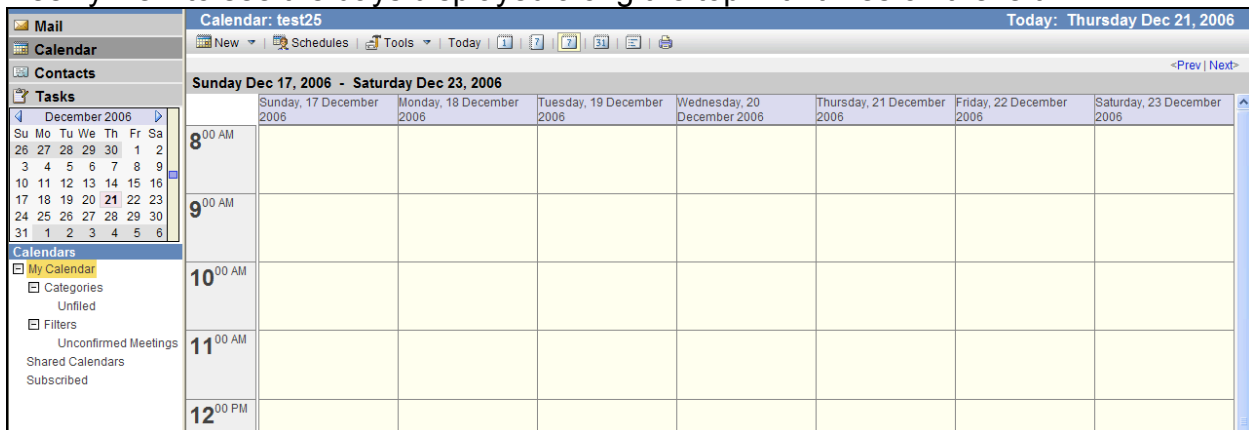 Mail
Calendar
Contacts
Tasks
December 2006
Su Mo Tu We Th Fr Sa
26 27 28 29 30 1 2
3 4 5 6 7 8 9
10 11 12 13 14 15 16
17 18 19 20 21 22 23
24 25 26 27 28 29 30
31 1 2 3 4 5 6
Calendars
My Calendar
Categories
Unfiled
Filters
Unconfirmed Meetings
Shared Calendars
Subscribed
Calendar: test25 Today: Thursday Dec 21, 2006
New | Schedules | Tools | Today | 1 | 7 | 7 | 31
<Prev | Next>
Sunday Dec 17, 2006 - Saturday Dec 23, 2006
Sunday, 17 December 2006
Monday, 18 December 2006
Tuesday, 19 December 2006
Wednesday, 20 December 2006
Thursday, 21 December 2006
Friday, 22 December 2006
Saturday, 23 December 2006
8 00 AM
9 00 AM
10 00 AM
11 00 AM
12 00 PM